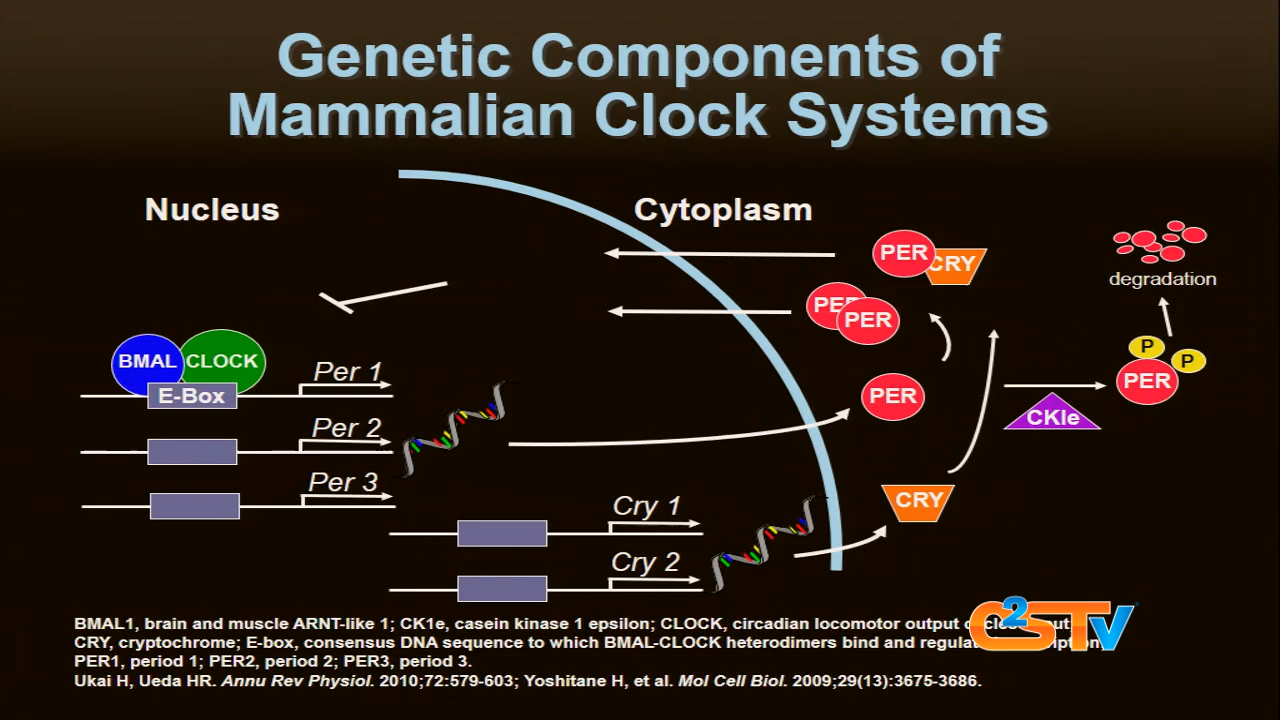 Genetic Components of
Mammalian Clock Systems
Nucleus
Cytoplasm
PER
CRY
degradation
PER
PER
P
P
PER
BMAL
CLOCK
E-Box
Per 1
Per 2
Per 3
PER
CKIe
CRY
Cry 1
Cry 2
BMAL1, brain and muscle ARNT-like 1; CK1e, casein kinase 1 epsilon; CLOCK, circadian locomotor output
CRY, cryptochrome; E-box, consensus DNA sequence to which BMAL-CLOCK heterodimers bind and
PER1, period 1; PER2, period 2; PER3, period 3.
Ukai H, Ueda HR. Annu Rev Physiol. 2010;72:579-603; Yoshitane H, et al. Mol Cell Biol. 2009;29(13):3675-3686.
C2STv